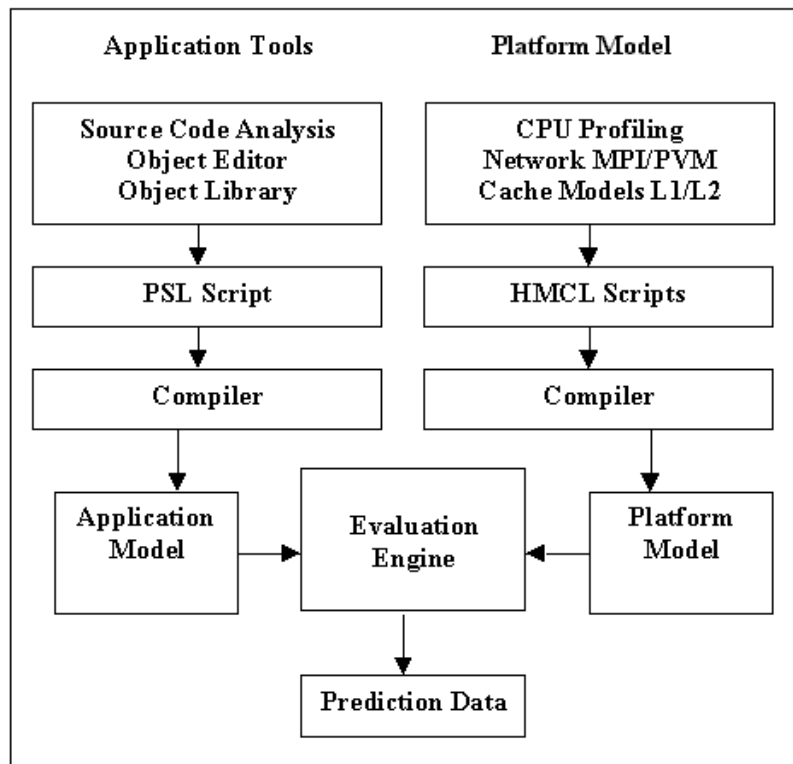 Application Tools
Platform Model
Source Code Analysis
Object Editor
Object Library
CPU Profiling
Network MPI/PVM
Cache Models L1/L2
PSL Script
HMCL Scripts
Compiler
Compiler
Application
Model
Evaluation
Engine
Platform
Model
Prediction Data